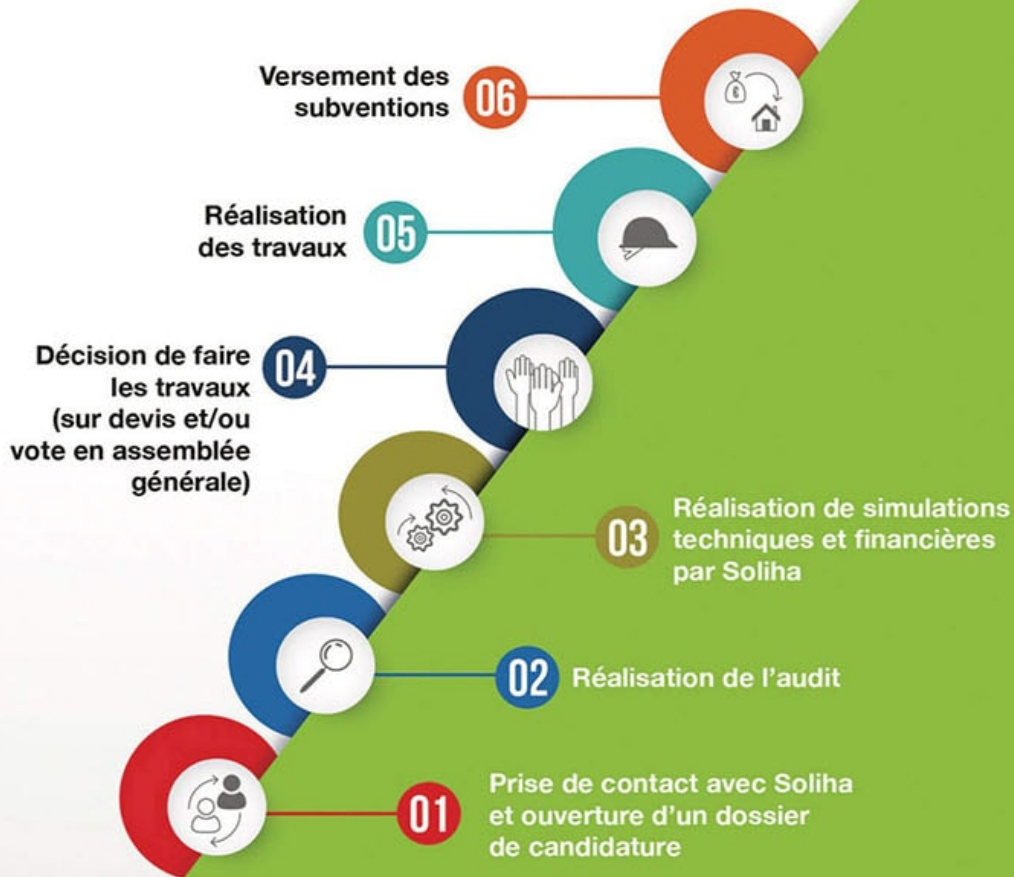 Versement des
subventions
06
Réalisation
des travaux
05
Décision de faire
les travaux
(sur devis et/ou
vote en assemblée
générale)
04
03
Réalisation de simulations
techniques et financières
par Soliha
02
Réalisation de l’audit
01
Prise de contact avec Soliha
et ouverture d’un dossier
de candidature